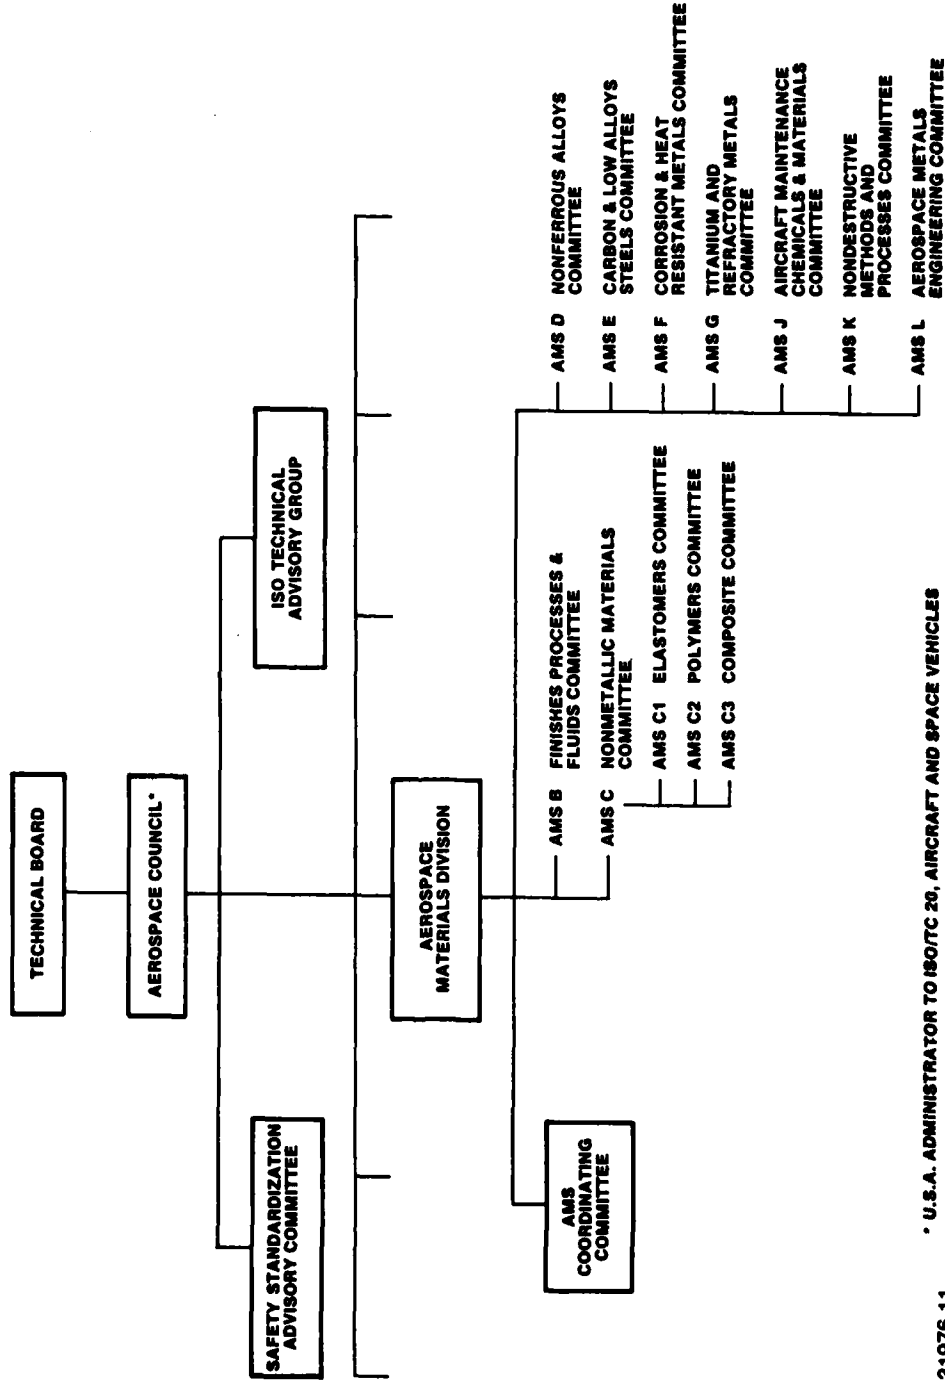 TECHNICAL BOARD
AEROSPACE COUNCIL*
SAFETY STANDARDIZATION
ADVISORY COMMITTEE
ISO TECHNICAL
ADVISORY GROUP
AEROSPACE
MATERIALS DIVISION
AMS
COORDINATING
COMMITTEE
AMS B FINISHES PROCESSES &
FLUIDS COMMITTEE
AMS C NONMETALLIC MATERIALS
COMMITTEE
AMS C1 ELASTOMERS COMMITTEE
AMS C2 POLYMERS COMMITTEE
AMS C3 COMPOSITE COMMITTEE
AMS D NONFERROUS ALLOYS
COMMITTEE
AMS E CARBON & LOW ALLOYS
STEELS COMMITTEE
AMS F CORROSION & HEAT
RESISTANT METALS COMMITTEE
AMS G TITANIUM AND
REFRACTORY METALS
COMMITTEE
AMS J AIRCRAFT MAINTENANCE
CHEMICALS & MATERIALS
COMMITTEE
AMS K NONDESTRUCTIVE
METHODS AND
PROCESSES COMMITTEE
AMS L AEROSPACE METALS
ENGINEERING COMMITTEE
* U.S.A. ADMINISTRATOR TO ISO/TC 20, AIRCRAFT AND SPACE VEHICLES